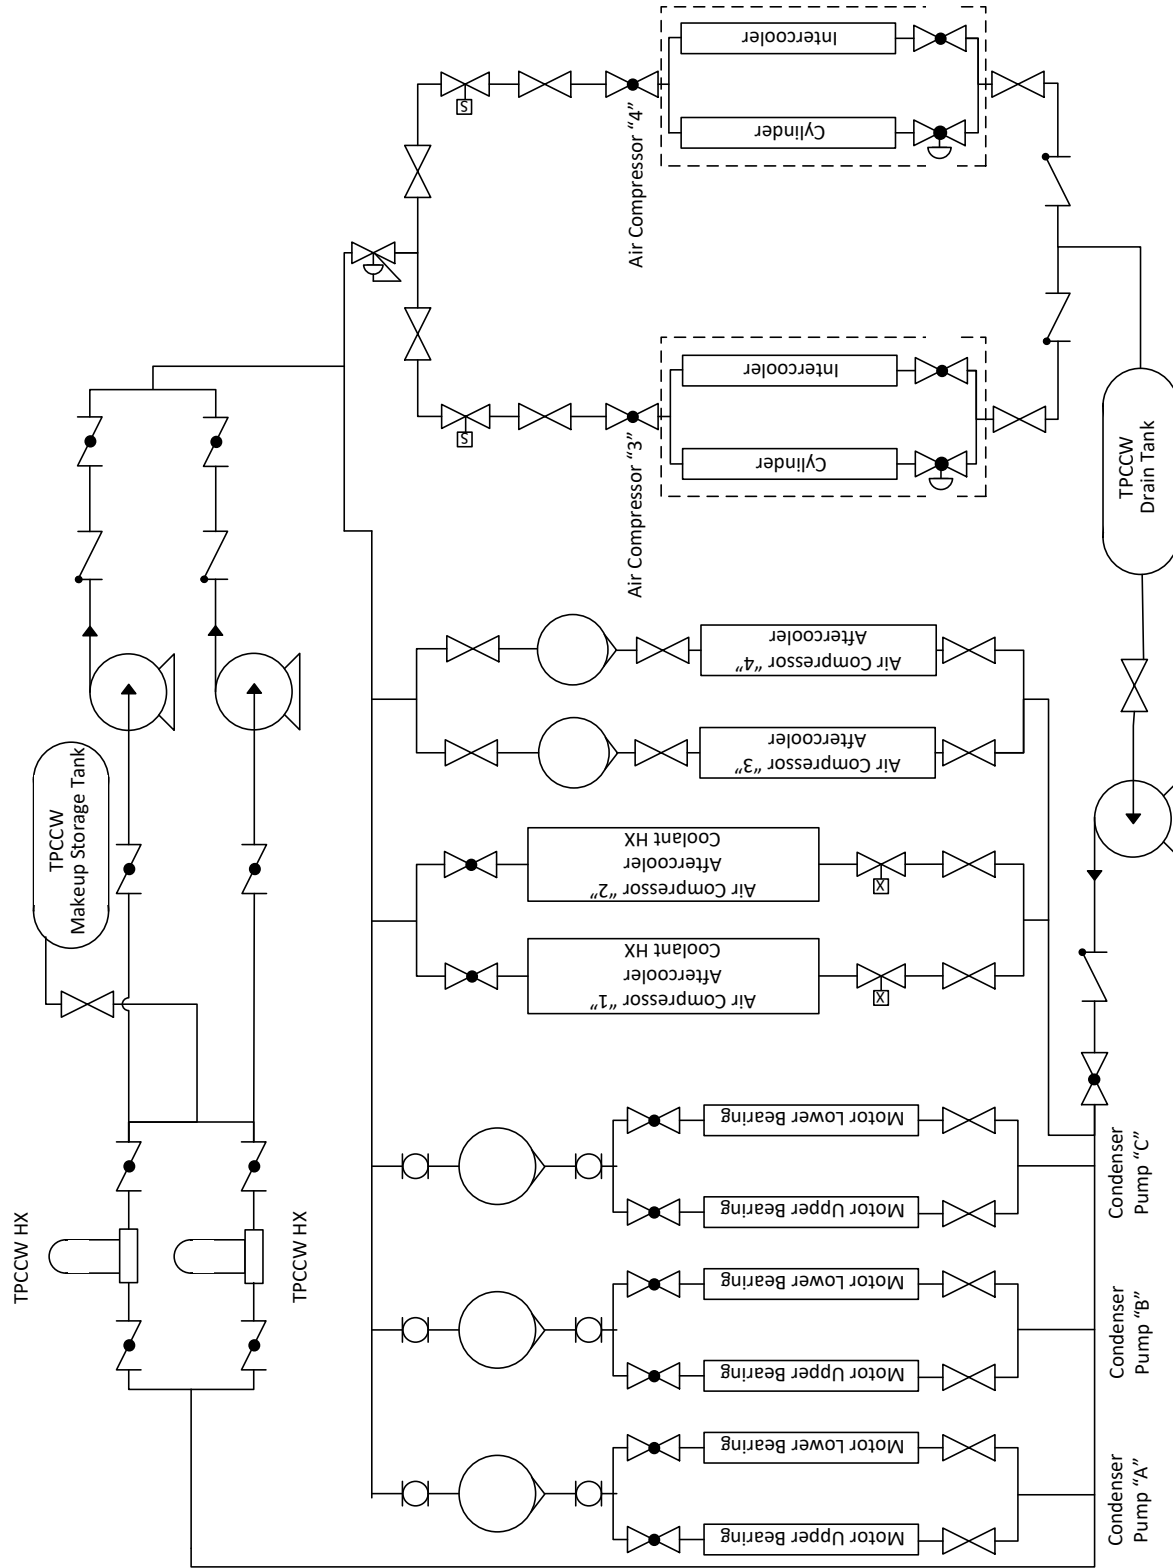 Intercooler
Cylinder
S
Air Compressor “4”
TPCCW
Makeup Storage Tank
Intercooler
Cylinder
S
Air Compressor “3”
TPCCW
Drain Tank
Air Compressor “4”
Aftercooler
Air Compressor “3”
Aftercooler
Air Compressor “2”
Aftercooler
Coolant HX
X
Air Compressor “1”
Aftercooler
Coolant HX
X
TPCCW HX
TPCCW HX
Motor Lower Bearing
Motor Upper Bearing
Condenser
Pump “C”
Motor Lower Bearing
Motor Upper Bearing
Condenser
Pump “B”
Motor Lower Bearing
Motor Upper Bearing
Condenser
Pump “A”